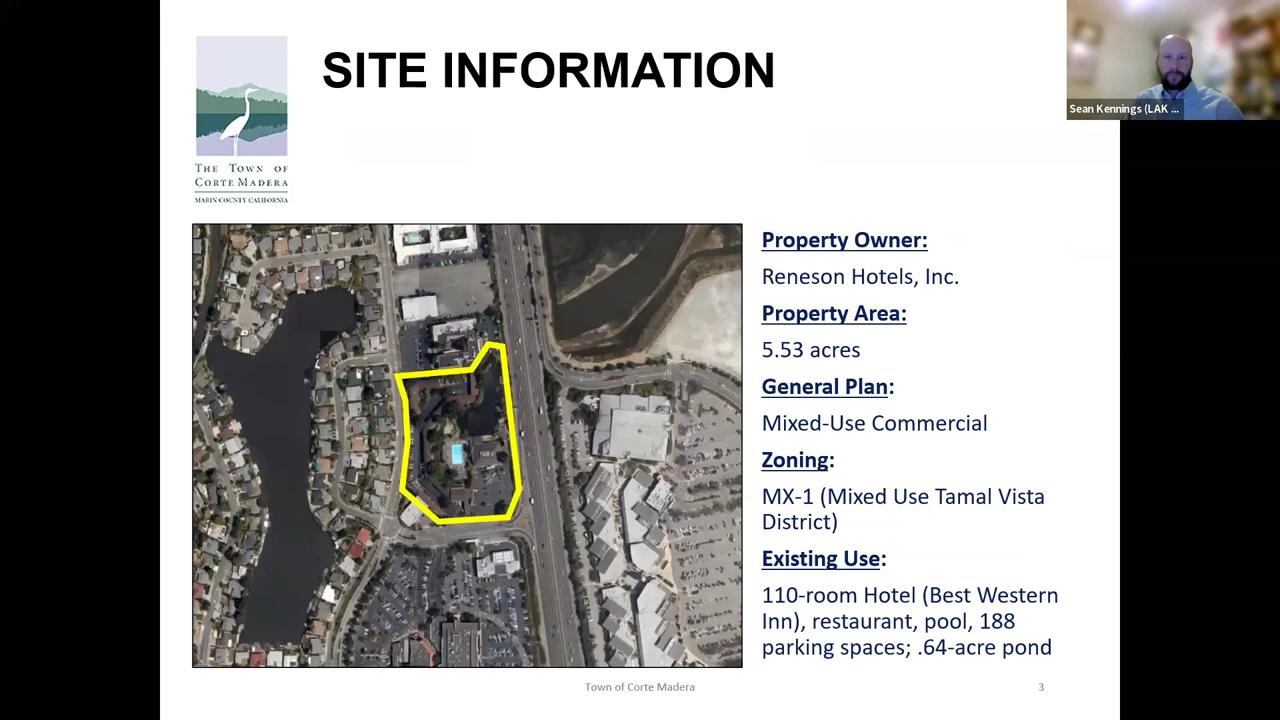 SITE INFORMATION
Sean Kennings (LAK ...
THE TOWN OF
CORTE MADERA
MARIN COUNTY CALIFORNIA
Property Owner:
Reneson Hotels, Inc.
Property Area:
5.53 acres
General Plan:
Mixed-Use Commercial
Zoning:
MX-1 (Mixed Use Tamal Vista
District)
Existing Use:
110-room Hotel (Best Western
Inn), restaurant, pool, 188
parking spaces; .64-acre pond
Town of Corte Madera
3